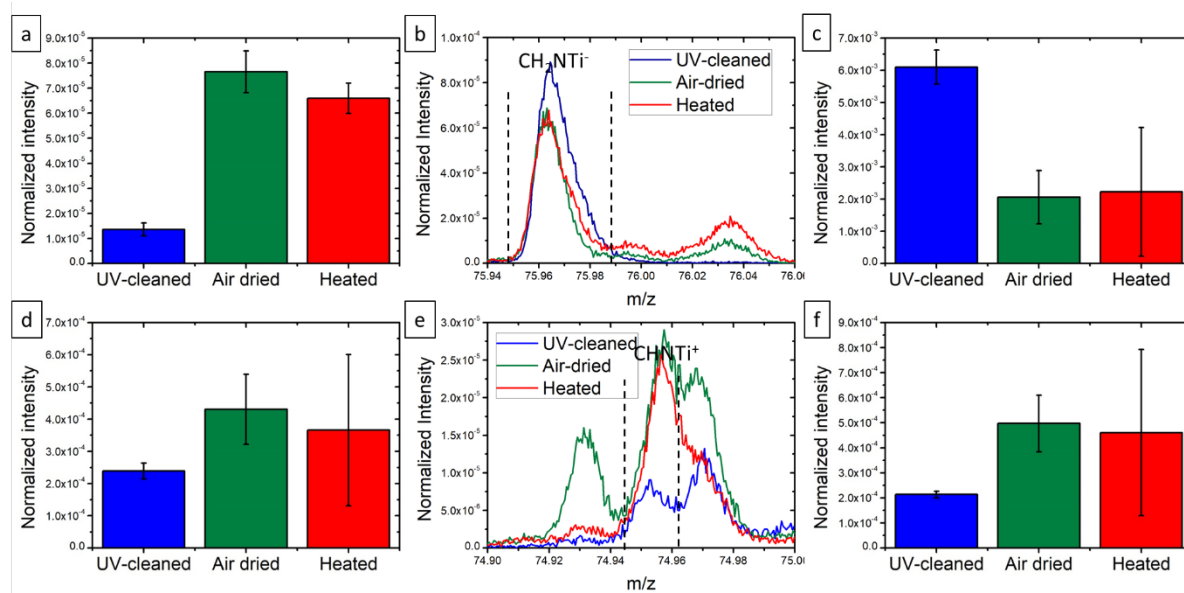 a
Normalized intensity
9.0x10⁻⁵
8.0x10⁻⁵
7.0x10⁻⁵
6.0x10⁻⁵
5.0x10⁻⁵
4.0x10⁻⁵
3.0x10⁻⁵
2.0x10⁻⁵
1.0x10⁻⁵
0.0
UV-cleaned Air dried Heated
b
Normalized Intensity
1.0x10⁻⁴
8.0x10⁻⁵
6.0x10⁻⁵
4.0x10⁻⁵
2.0x10⁻⁵
0.0
NTi⁻
UV-cleaned
Air-dried
Heated
75.94 75.96 75.98 76.00 76.02 76.04
m/z
c
Normalized intensity
7.0x10⁻³
6.0x10⁻³
5.0x10⁻³
4.0x10⁻³
3.0x10⁻³
2.0x10⁻³
1.0x10⁻³
0.0
UV-cleaned Air dried Heated
d
Normalized intensity
7.0x10⁻⁴
6.0x10⁻⁴
5.0x10⁻⁴
4.0x10⁻⁴
3.0x10⁻⁴
2.0x10⁻⁴
1.0x10⁻⁴
0.0
UV-cleaned Air dried Heated
e
Normalized intensity
3.0x10⁻⁵
2.5x10⁻⁵
2.0x10⁻⁵
1.5x10⁻⁵
1.0x10⁻⁵
5.0x10⁻⁶
0.0
UV-cleaned
Air-dried
Heated
CHNTi⁺
74.90 74.92 74.94 74.96 74.98
m/z
f
Normalized intensity
9.0x10⁻⁴
8.0x10⁻⁴
7.0x10⁻⁴
6.0x10⁻⁴
5.0x10⁻⁴
4.0x10⁻⁴
3.0x10⁻⁴
2.0x10⁻⁴
1.0x10⁻⁴
0.0
UV-cleaned Air dried Heated